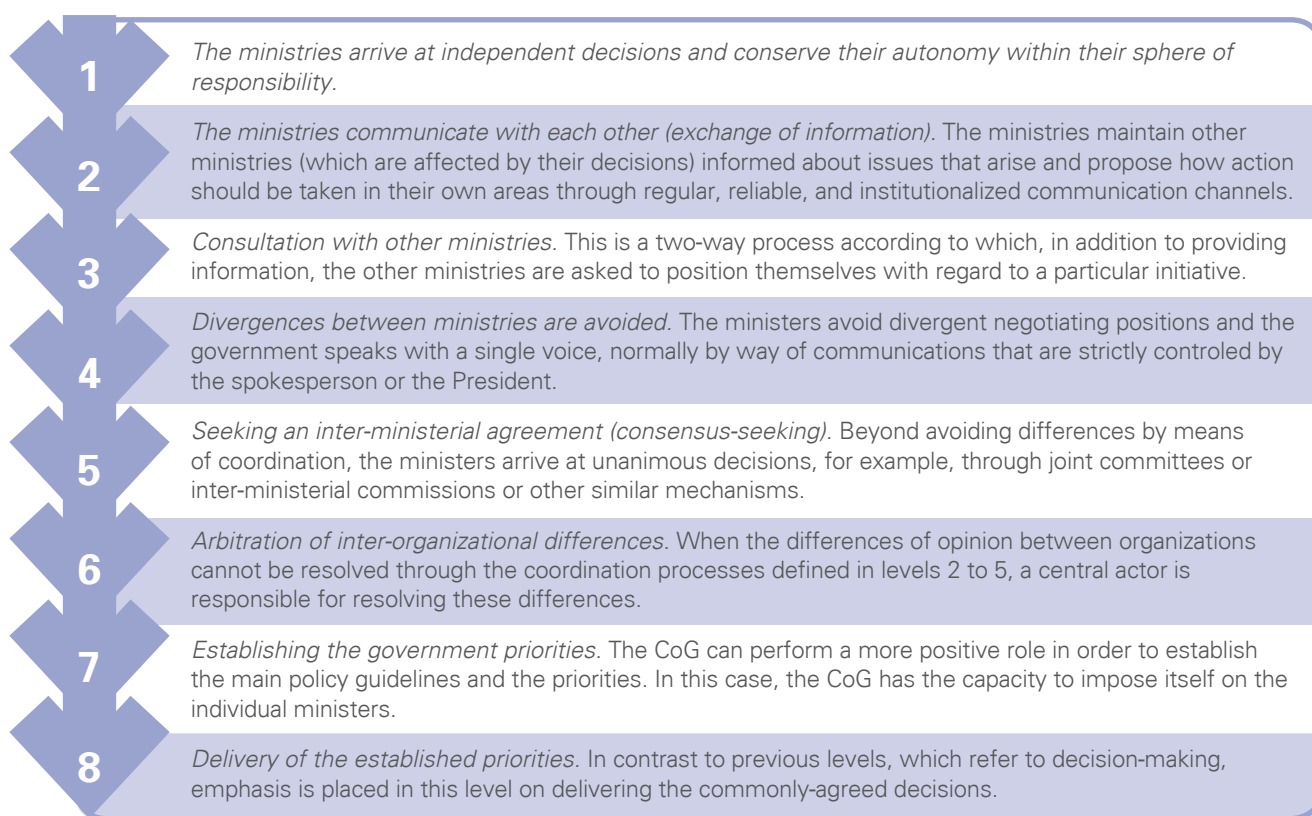 1
The ministries arrive at independent decisions and conserve their autonomy within their sphere of
responsibility.
2
The ministries communicate with each other (exchange of information). The ministries maintain other
ministries (which are affected by their decisions) informed about issues that arise and propose how action
should be taken in their own areas through regular, reliable, and institutionalized communication channels.
3
Consultation with other ministries. This is a two-way process according to which, in addition to providing
information, the other ministries are asked to position themselves with regard to a particular initiative.
4
Divergences between ministries are avoided. The ministers avoid divergent negotiating positions and the
government speaks with a single voice, normally by way of communications that are strictly controled by
the spokesperson or the President.
5
Seeking an inter-ministerial agreement (consensus-seeking). Beyond avoiding differences by means
of coordination, the ministers arrive at unanimous decisions, for example, through joint committees or
inter-ministerial commissions or other similar mechanisms.
6
Arbitration of inter-organizational differences. When the differences of opinion between organizations
cannot be resolved through the coordination processes defined in levels 2 to 5, a central actor is
responsible for resolving these differences.
7
Establishing the government priorities. The CoG can perform a more positive role in order to establish
the main policy guidelines and the priorities. In this case, the CoG has the capacity to impose itself on the
individual ministers.
8
Delivery of the established priorities. In contrast to previous levels, which refer to decision-making,
emphasis is placed in this level on delivering the commonly-agreed decisions.